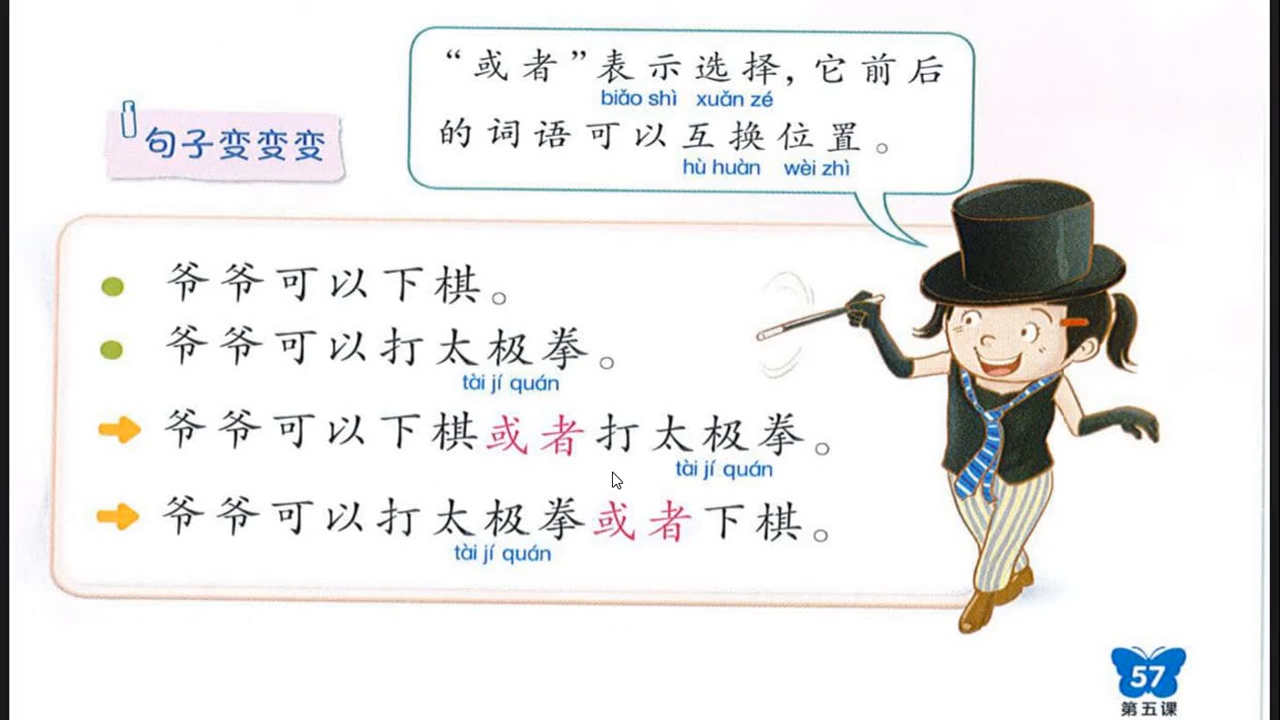 “或者”表示选择，它前后
biǎo shì xuǎn zé
的词语可以互换位置。
hù huàn wèi zhì
句子变变变
爷爷可以下棋。
爷爷可以打太极拳。
tài jí quán
爷爷可以下棋或者打太极拳。
tài jí quán
爷爷可以打太极拳或者下棋。
tài jí quán
57
第五课